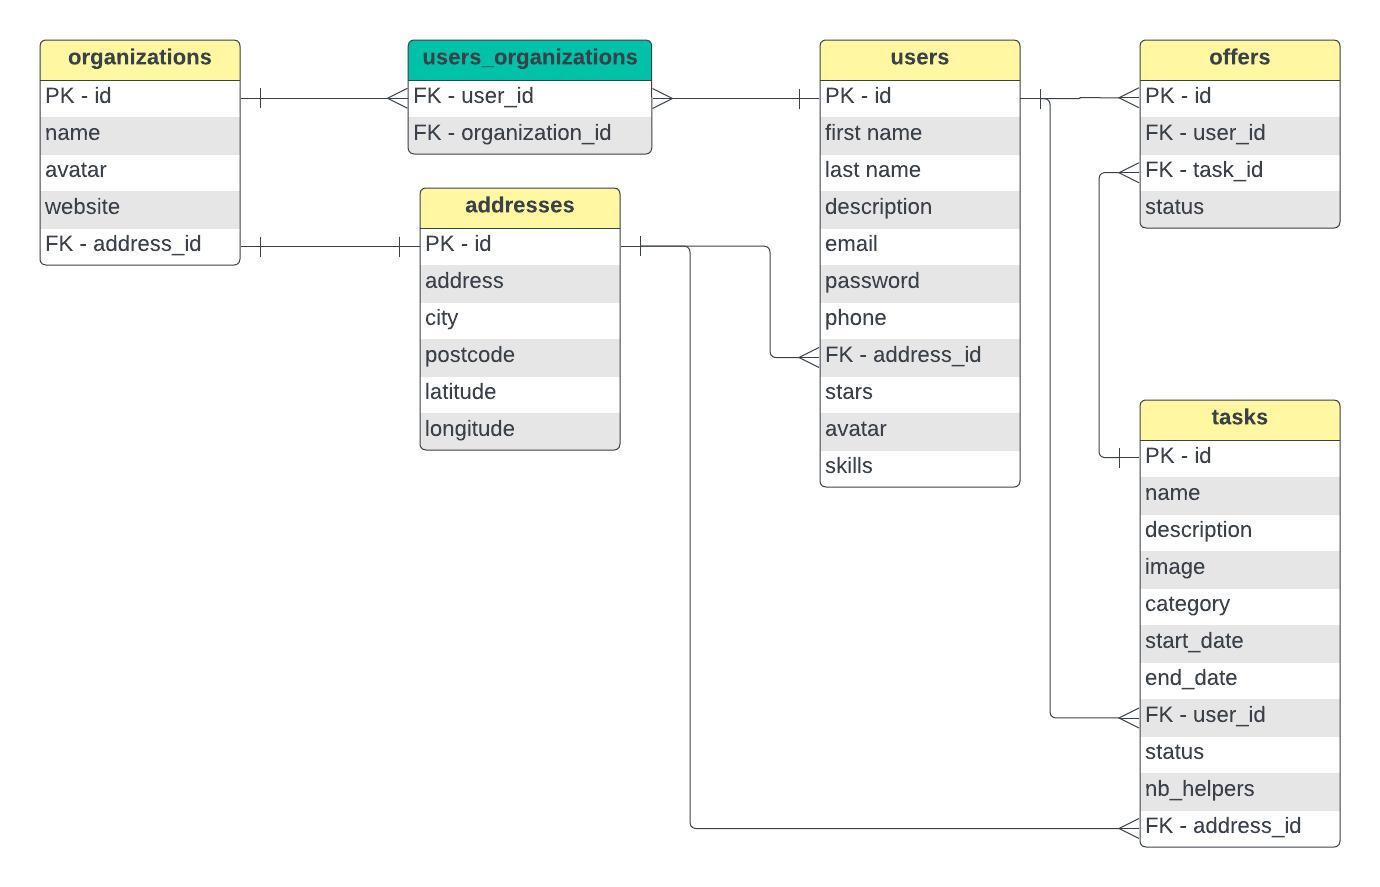 organizations
PK - id
name
avatar
website
FK - address_id
users_organizations
FK - user_id
FK - organization_id
addresses
PK - id
address
city
postcode
latitude
longitude
users
PK - id
first name
last name
description
email
password
phone
FK - address_id
stars
avatar
skills
offers
PK - id
FK - user_id
FK - task_id
status
tasks
PK - id
name
description
image
category
start_date
end_date
FK - user_id
status
nb_helpers
FK - address_id